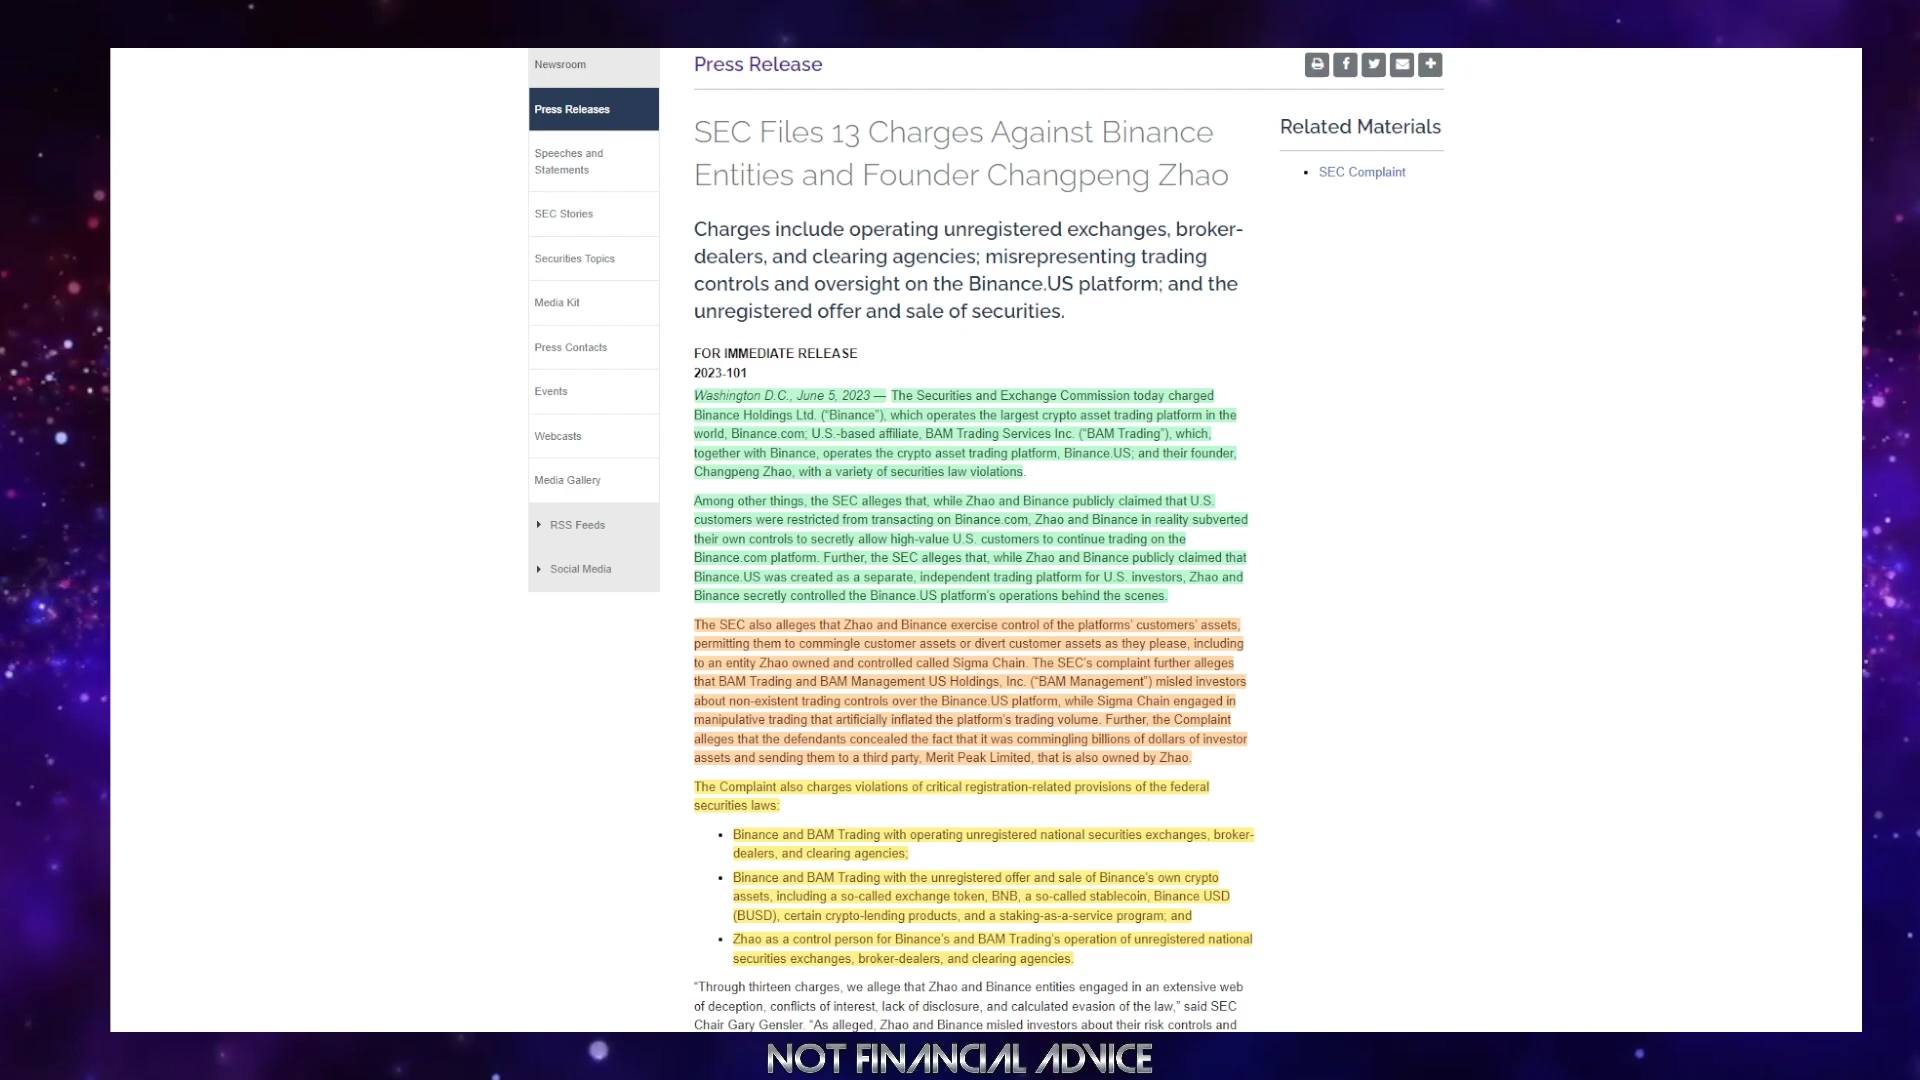 Newsroom
Press Releases
Speeches and
Statements
SEC Stories
Securities Topics
Media Kit
Press Contacts
Events
Webcasts
Media Gallery
RSS Feeds
Social Media
Press Release
SEC Files 13 Charges Against Binance
Entities and Founder Changpeng Zhao
Charges include operating unregistered exchanges, broker-
dealers, and clearing agencies; misrepresenting trading
controls and oversight on the Binance.US platform; and the
unregistered offer and sale of securities.
FOR IMMEDIATE RELEASE
2023-101
Washington D.C., June 5, 2023 — The Securities and Exchange Commission today charged
Binance Holdings Ltd. (“Binance”), which operates the largest crypto asset trading platform in the
world, Binance.com; U.S.-based affiliate, BAM Trading Services Inc. (“BAM Trading”), which,
together with Binance, operates the crypto asset trading platform, Binance.US; and their founder,
Changpeng Zhao, with a variety of securities law violations.
Among other things, the SEC alleges that, while Zhao and Binance publicly claimed that U.S.
customers were restricted from transacting on Binance.com, Zhao and Binance in reality subverted
their own controls to secretly allow high-value U.S. customers to continue trading on the
Binance.com platform. Further, the SEC alleges that, while Zhao and Binance publicly claimed that
Binance.US was created as a separate, independent trading platform for U.S. investors, Zhao and
Binance secretly controlled the Binance.US platform’s operations behind the scenes.
The SEC also alleges that Zhao and Binance exercise control of the platforms’ customers’ assets,
permitting them to commingle customer assets or divert customer assets as they please, including
to an entity Zhao owned and controlled called Sigma Chain. The SEC’s complaint further alleges
that BAM Trading and BAM Management US Holdings, Inc. (“BAM Management”) misled investors
about non-existent trading controls over the Binance.US platform, while Sigma Chain engaged in
manipulative trading that artificially inflated the platform’s trading volume. Further, the Complaint
alleges that the defendants concealed the fact that it was commingling billions of dollars of investor
assets and sending them to a third party, Merit Peak Limited, that is also owned by Zhao.
The Complaint also charges violations of critical registration-related provisions of the federal
securities laws:
• Binance and BAM Trading with operating unregistered national securities exchanges, broker-
dealers, and clearing agencies;
• Binance and BAM Trading with the unregistered offer and sale of Binance’s own crypto
assets, including a so-called exchange token, BNB, a so-called stablecoin, Binance USD
(BUSD), certain crypto-lending products, and a staking-as-a-service program; and
• Zhao as a control person for Binance’s and BAM Trading’s operation of unregistered national
securities exchanges, broker-dealers, and clearing agencies.
“Through thirteen charges, we allege that Zhao and Binance entities engaged in an extensive web
of deception, conflicts of interest, lack of disclosure, and calculated evasion of the law,” said SEC
Chair Gary Gensler. “As alleged, Zhao and Binance misled investors about their risk controls and
Related Materials
• SEC Complaint
NOT FINANCIAL ADVICE